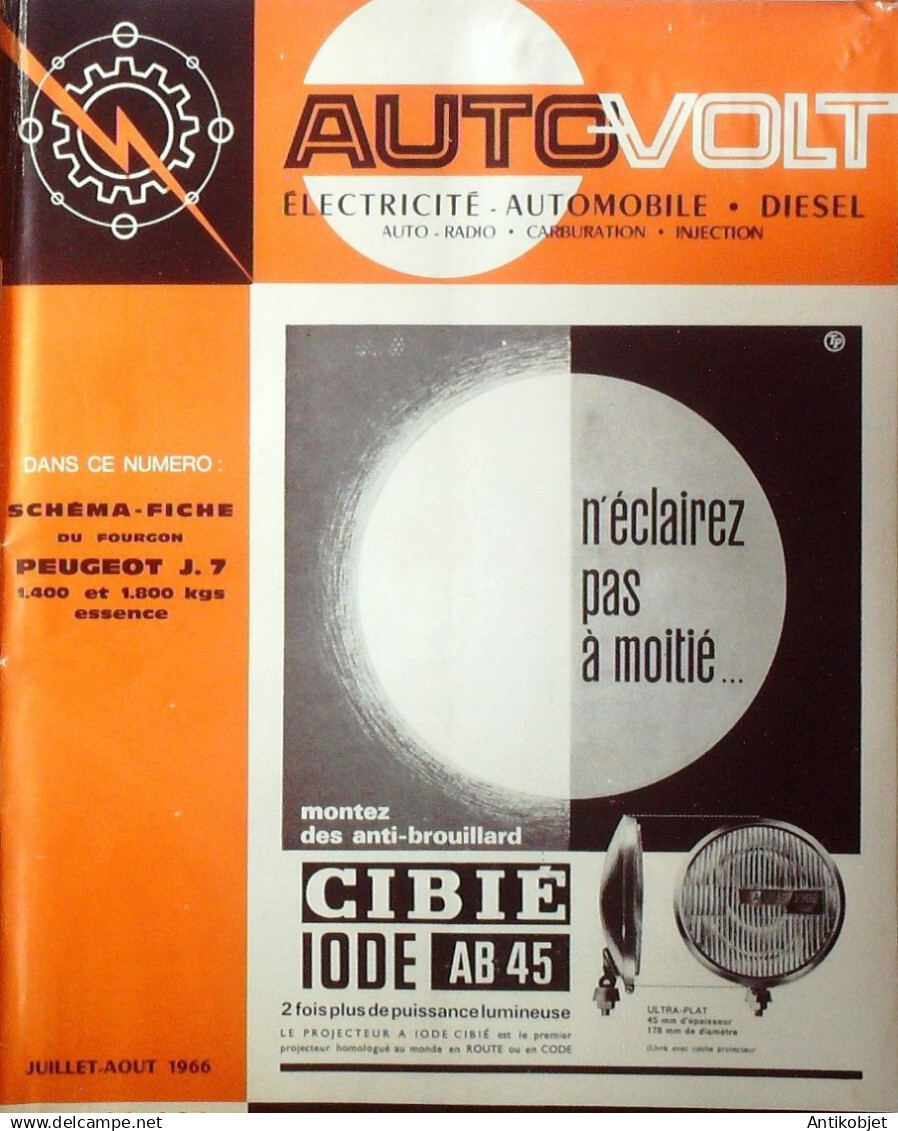 AUTO-VOLT
ÉLECTRICITÉ - AUTOMOBILE • DIESEL
AUTO - RADIO • CARBURATION • INJECTION
Tp
DANS CE NUMERO :
SCHÉMA-FICHE
DU FOURGON
PEUGEOT J. 7
1.400 et 1.800 kgs
essence
n'éclairez
pas
à moitié...
montez
des anti-brouillard
CIBIÉ
IODE AB 45
2 fois plus de puissance lumineuse
LE PROJECTEUR A IODE CIBIÉ est le premier
projecteur homologué au monde en ROUTE ou en CODE
ULTRA-PLAT
45 mm d'épaisseur
178 mm de diamètre
(Livré avec cache protecteur
JUILLET-AOUT 1966
www.delcampe.net
Antikobjet